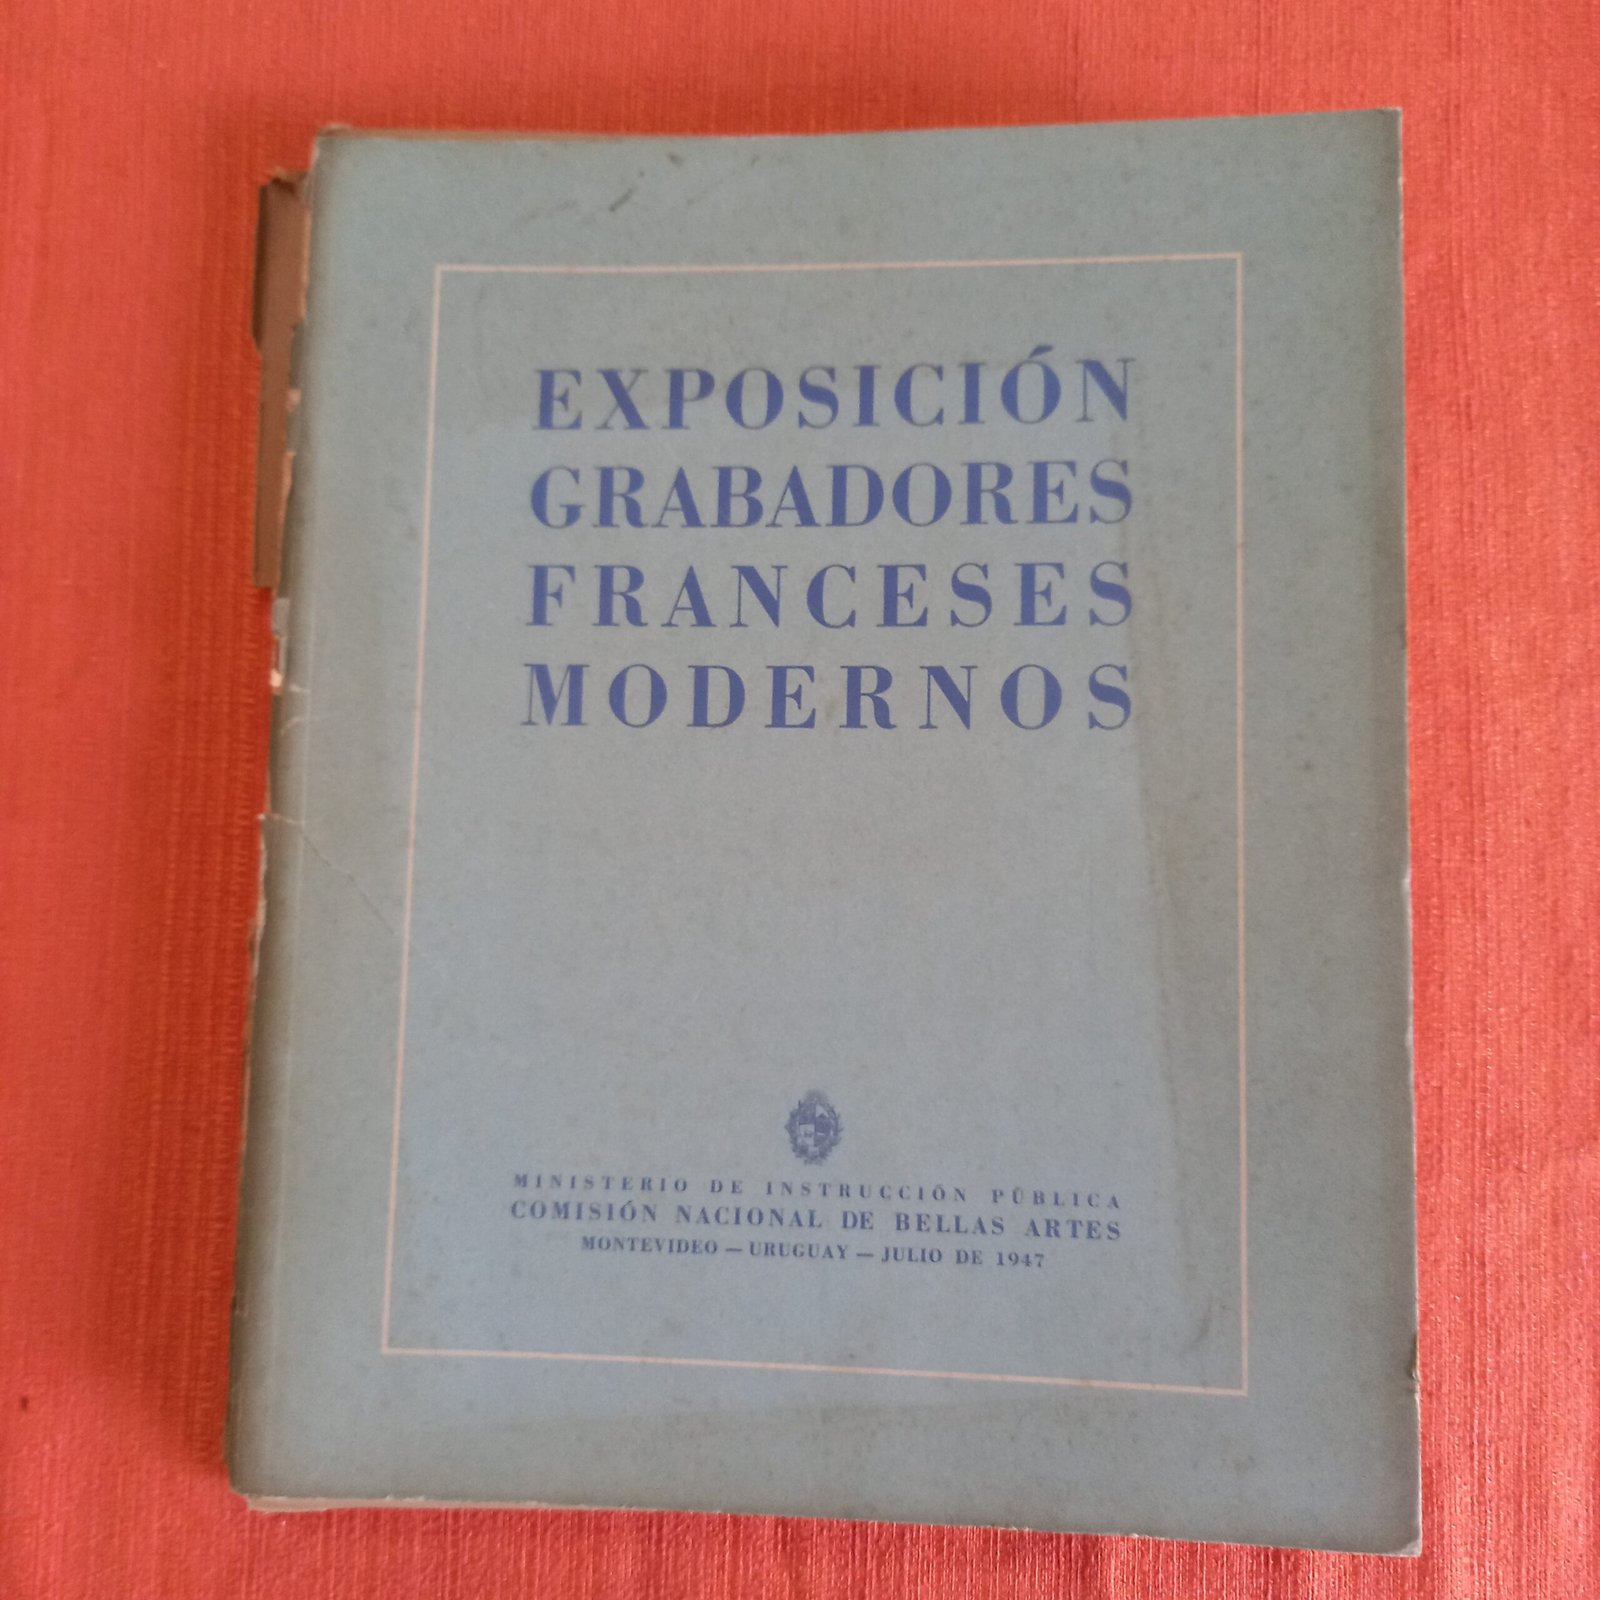 EXPOSICIÓN
GRABADORES
FRANCESES
MODERNOS
MINISTERIO DE INSTRUCCIÓN PÚBLICA
COMISIÓN NACIONAL DE BELLAS ARTES
MONTEVIDEO — URUGUAY — JULIO DE 1947